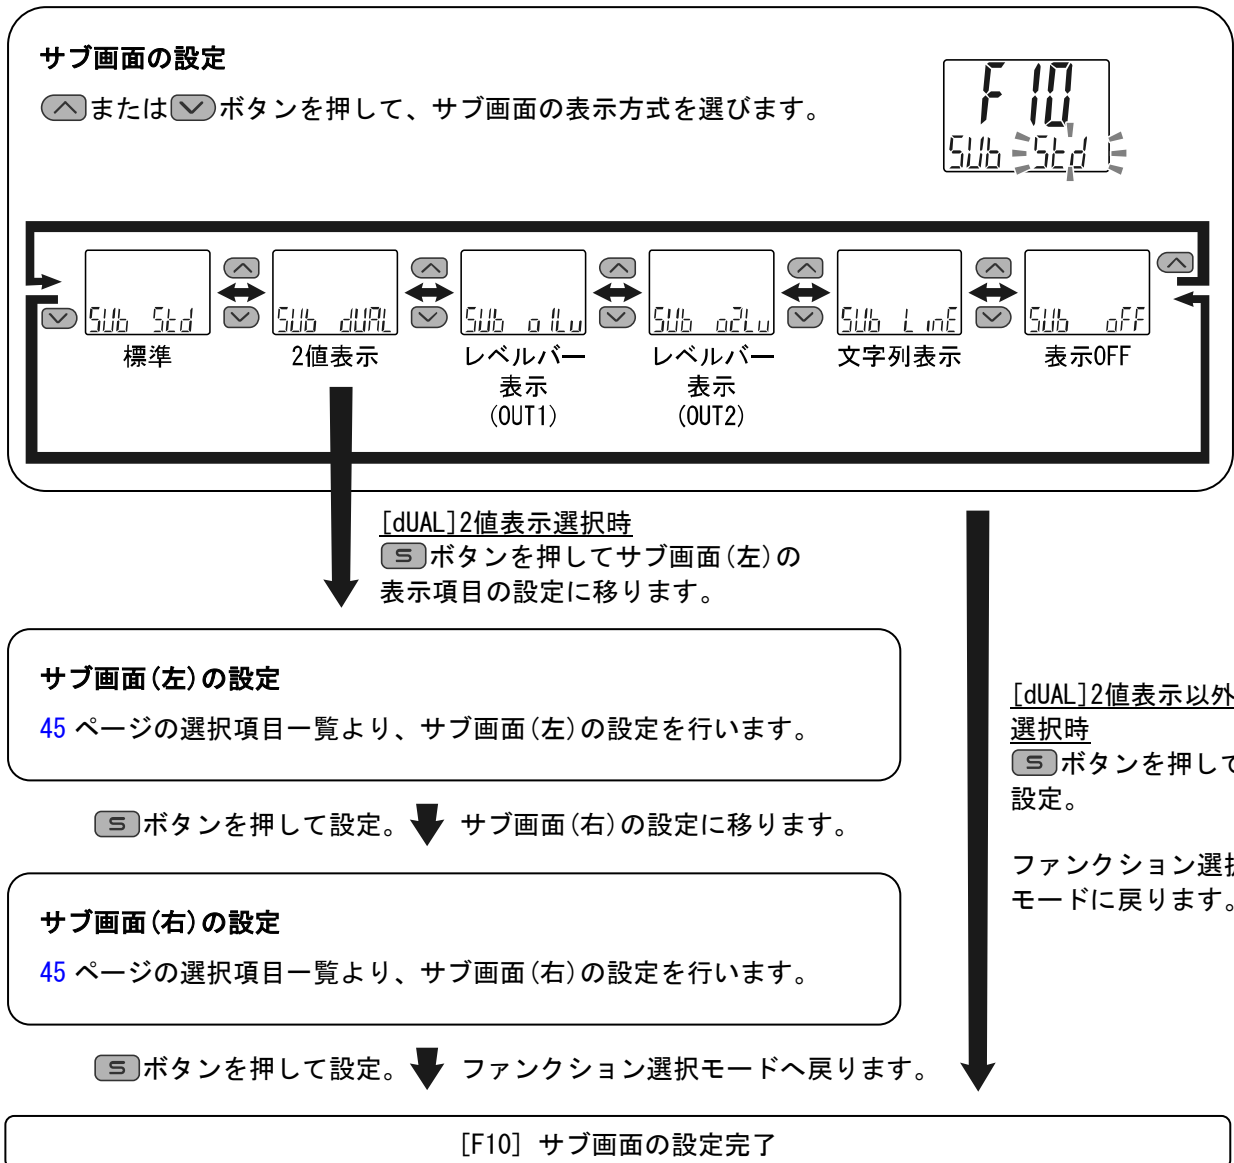 サブ画面の設定
またはボタンを押して、サブ画面の表示方式を選びます。
F10
SUb Std
SUb Std
SUb dUAL
SUb o1Lv
SUb o2Lv
SUb LinE
SUb oFF
標準
2値表示
レベルバー
表示
(OUT1)
レベルバー
表示
(OUT2)
文字列表示
表示OFF
[dUAL]2値表示選択時
Sボタンを押してサブ画面(左)の
表示項目の設定に移ります。
サブ画面(左)の設定
45 ページの選択項目一覧より、サブ画面(左)の設定を行います。
[dUAL]2値表示以外
選択時
Sボタンを押して
設定。
ファンクション選択
モードに戻ります。
Sボタンを押して設定。 サブ画面(右)の設定に移ります。
サブ画面(右)の設定
45 ページの選択項目一覧より、サブ画面(右)の設定を行います。
Sボタンを押して設定。 ファンクション選択モードへ戻ります。
[F10] サブ画面の設定完了